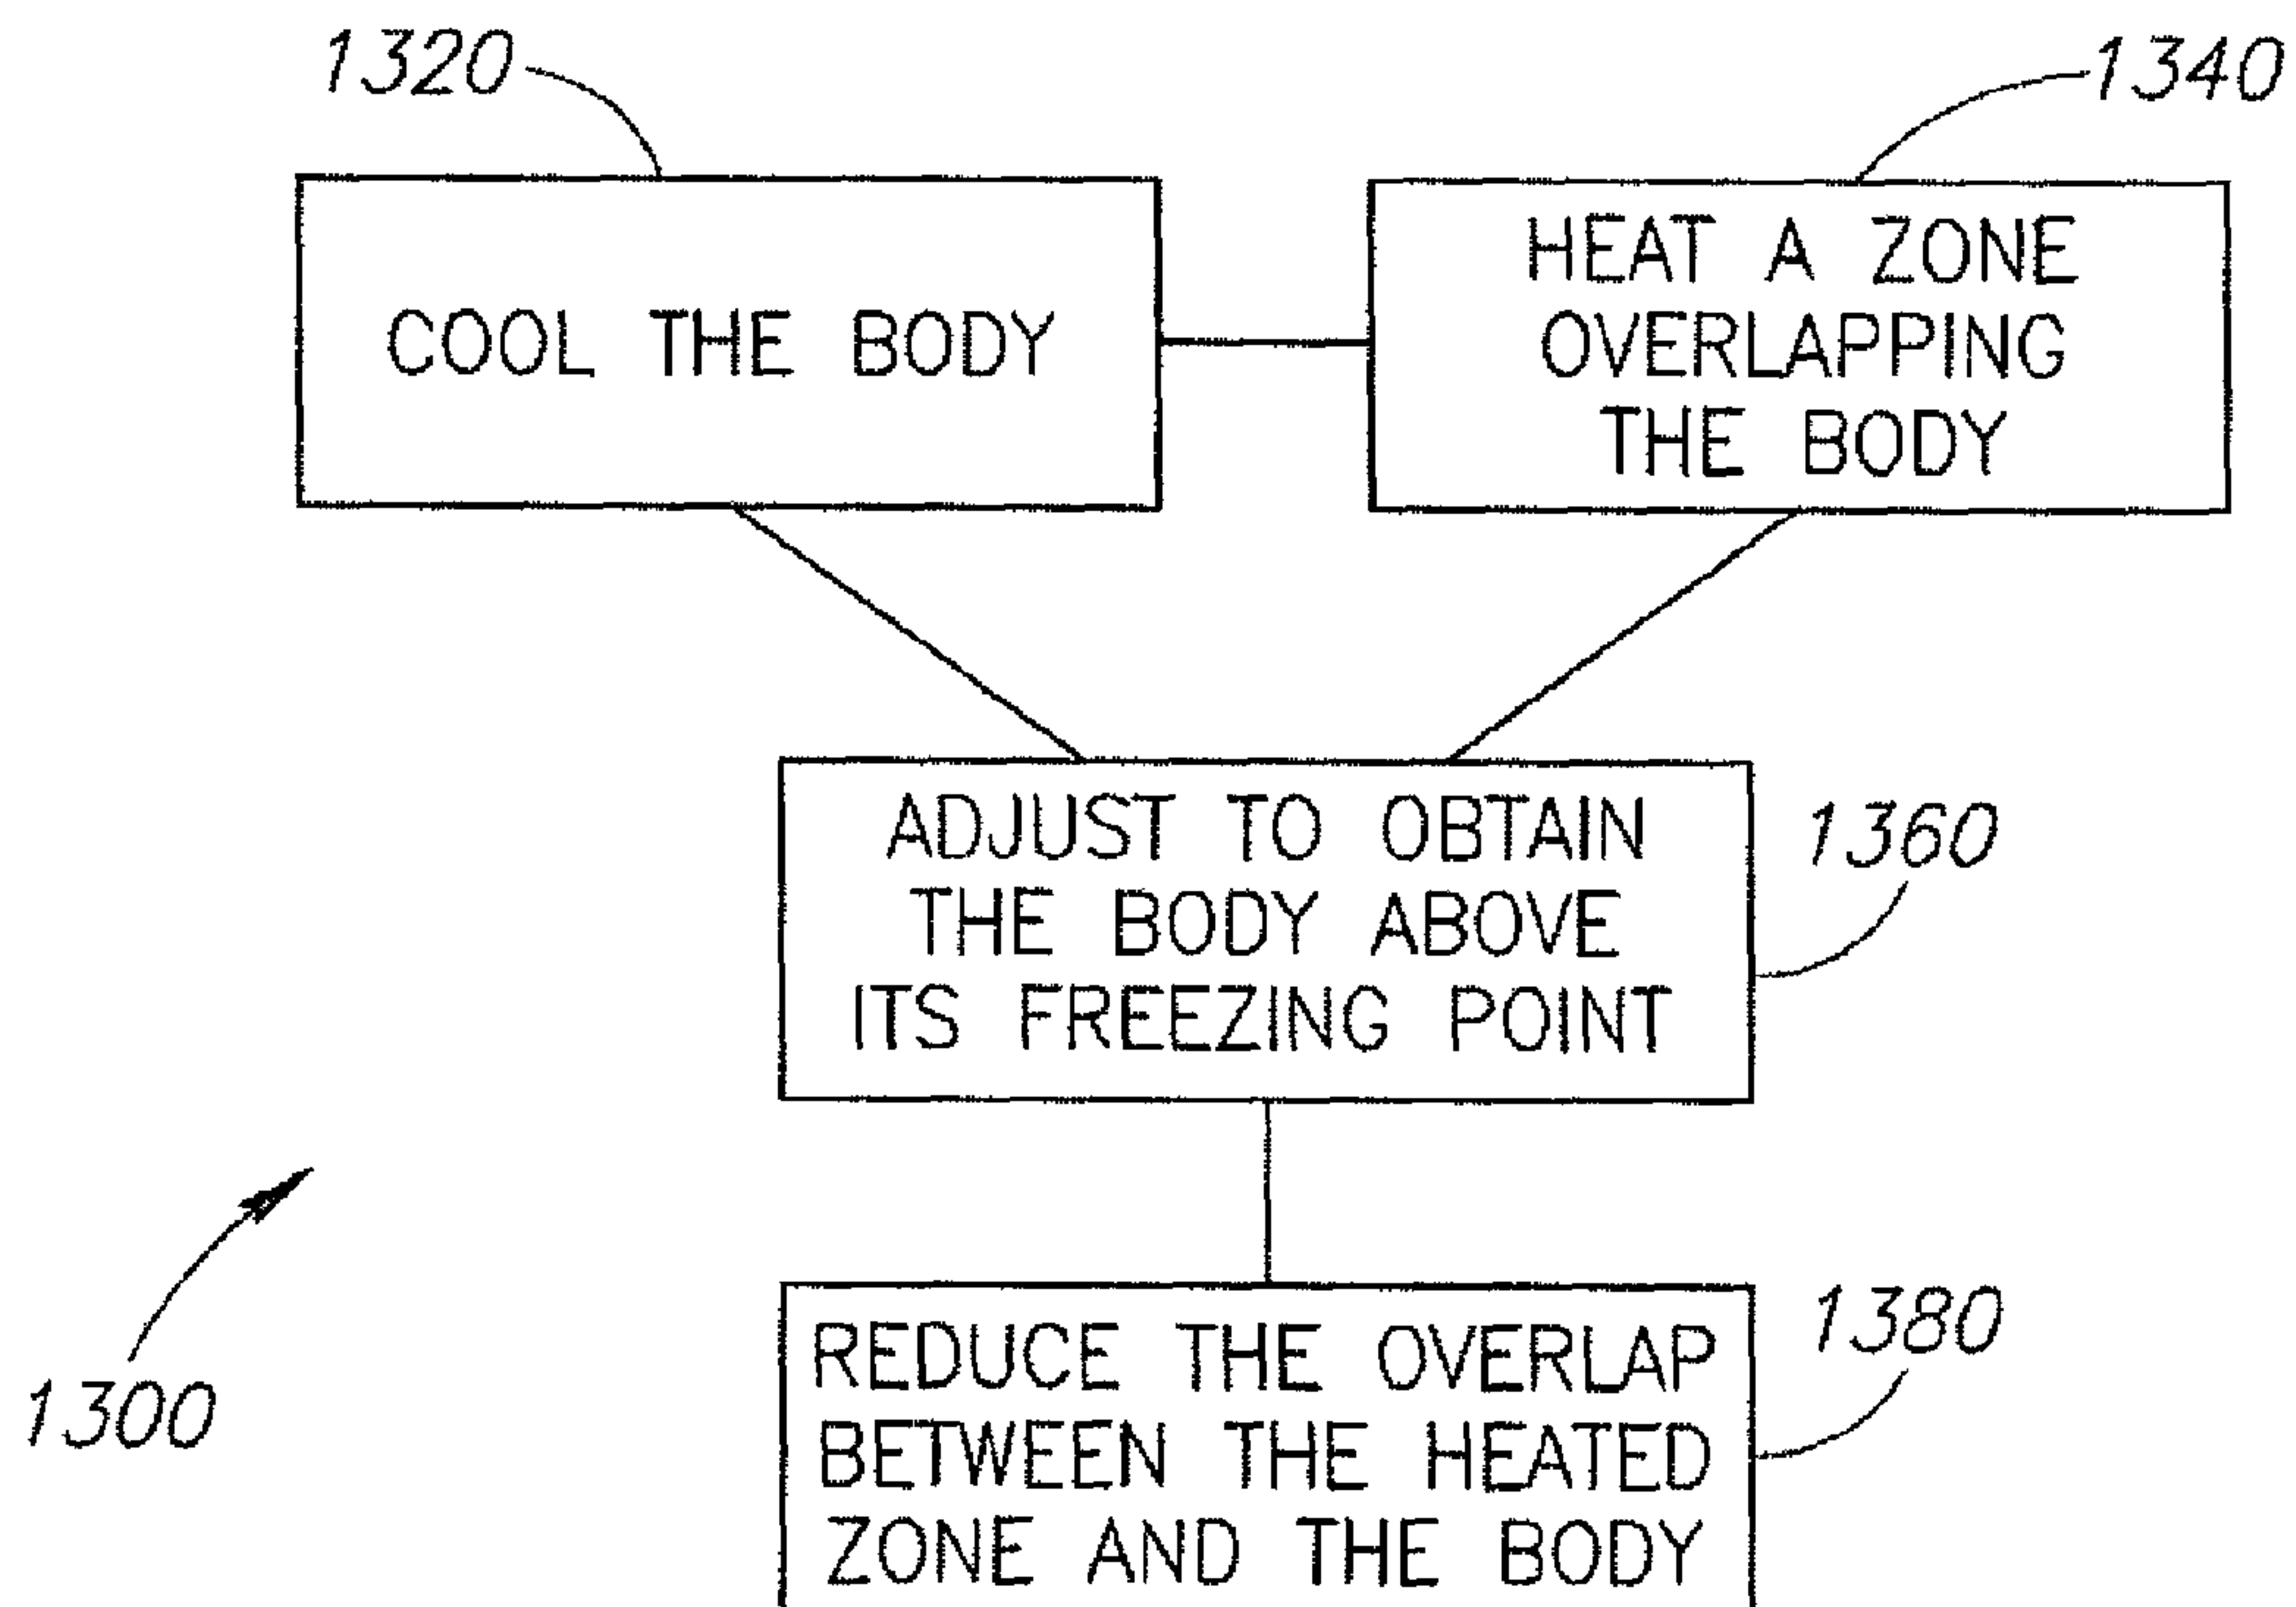 1320
1340
COOL THE BODY
HEAT A ZONE
OVERLAPPING
THE BODY
ADJUST TO OBTAIN
THE BODY ABOVE
ITS FREEZING POINT
1360
REDUCE THE OVERLAP
BETWEEN THE HEATED
ZONE AND THE BODY
1380
1300